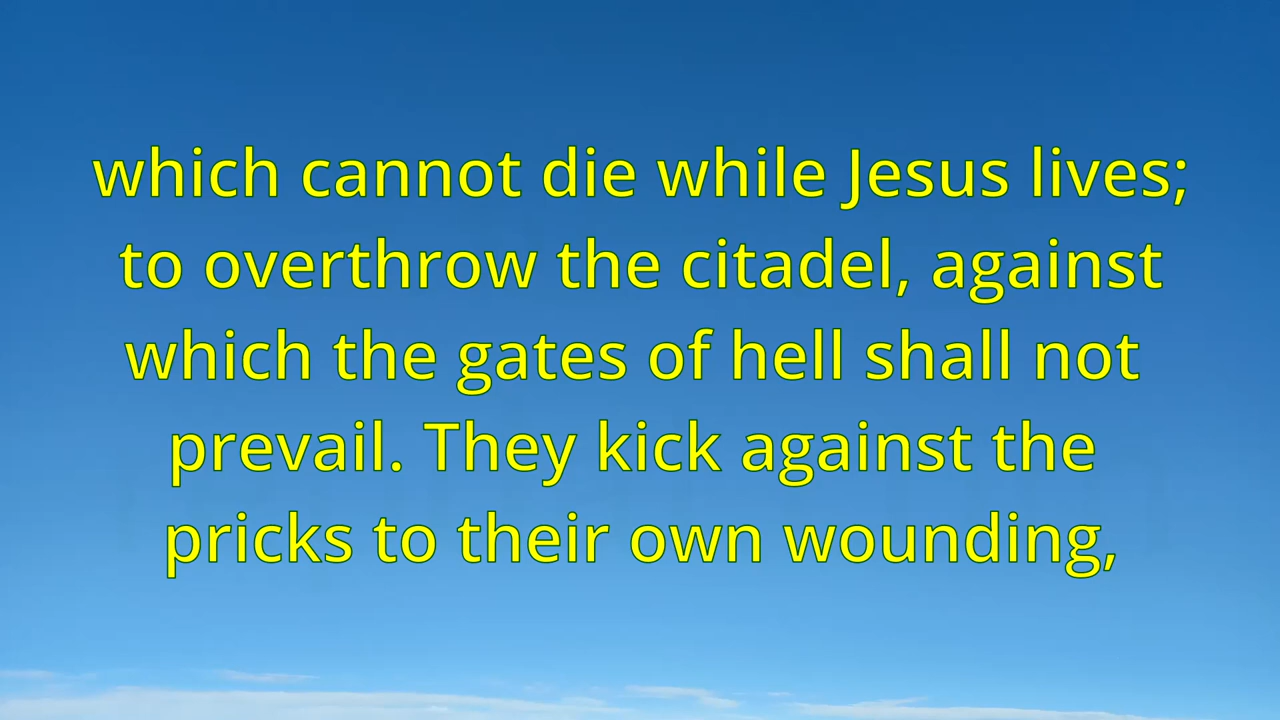 which cannot die while Jesus lives;
to overthrow the citadel, against
which the gates of hell shall not
prevail. They kick against the
pricks to their own wounding,